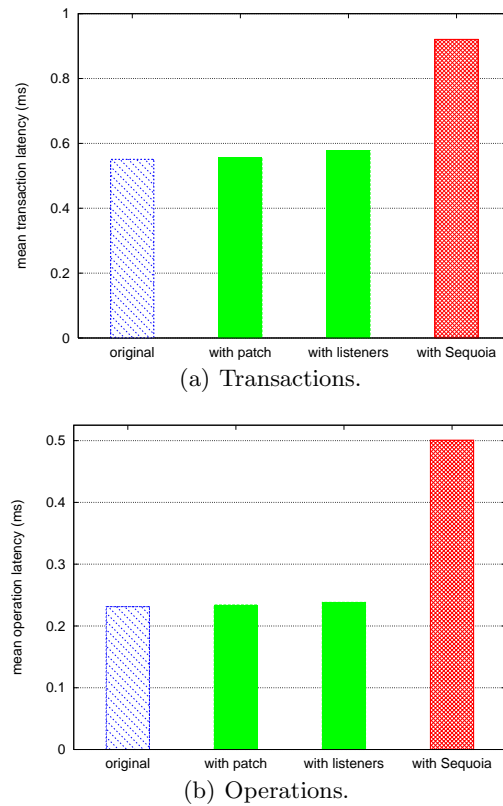 1
0.8
0.6
0.4
0.2
0
mean transaction latency (ms)
original with patch with listeners with Sequoia
(a) Transactions.
0.5
0.4
0.3
0.2
0.1
0
mean operation latency (ms)
original with patch with listeners with Sequoia
(b) Operations.